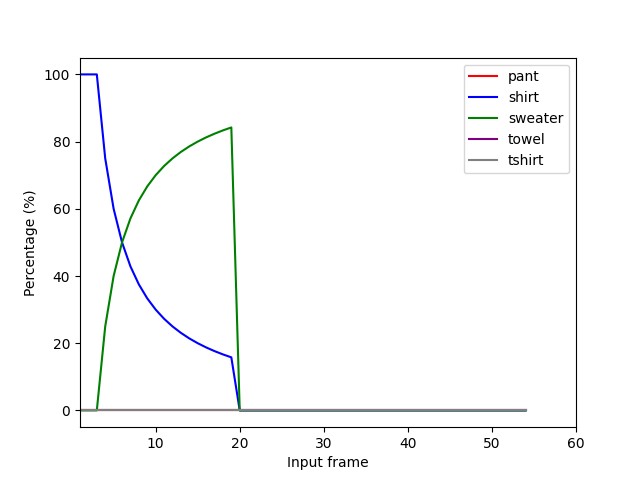 100
80
60
40
20
0
Percentage (%)
10 20 30 40 50 60
Input frame
pant
shirt
sweater
towel
tshirt